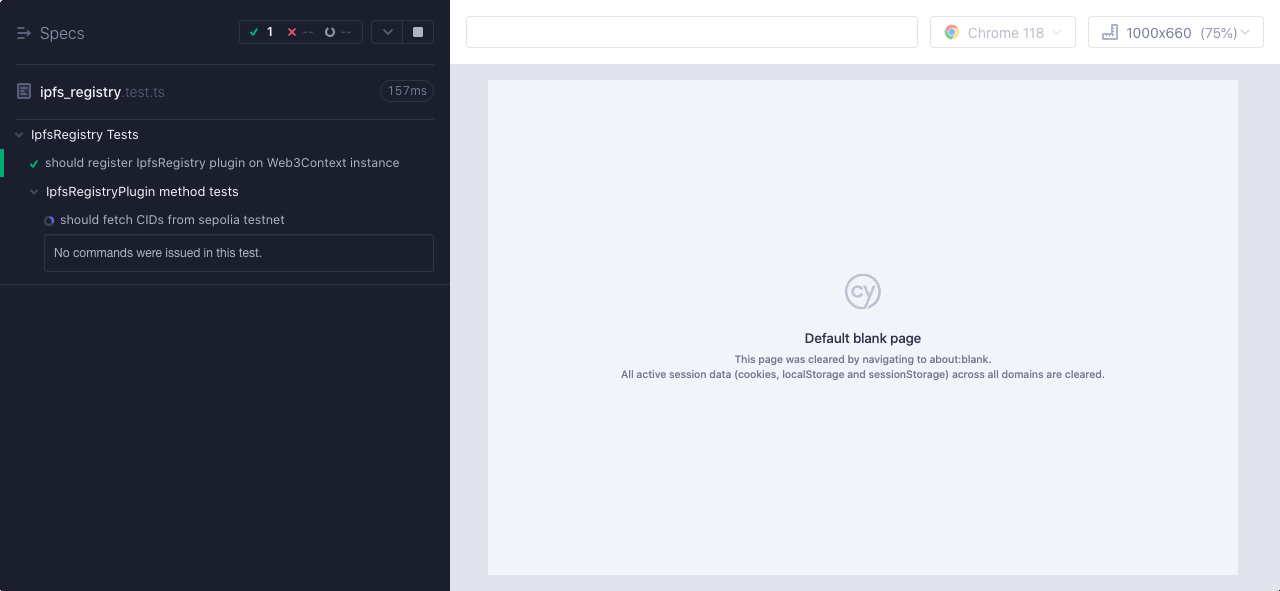 Specs
1 -- --
ipfs_registry.test.ts 157ms
IpfsRegistry Tests
should register IpfsRegistry plugin on Web3Context instance
IpfsRegistryPlugin method tests
should fetch CIDs from sepolia testnet
No commands were issued in this test.
Chrome 118
1000x660 (75%)
cy
Default blank page
This page was cleared by navigating to about:blank.
All active session data (cookies, localStorage and sessionStorage) across all domains are cleared.